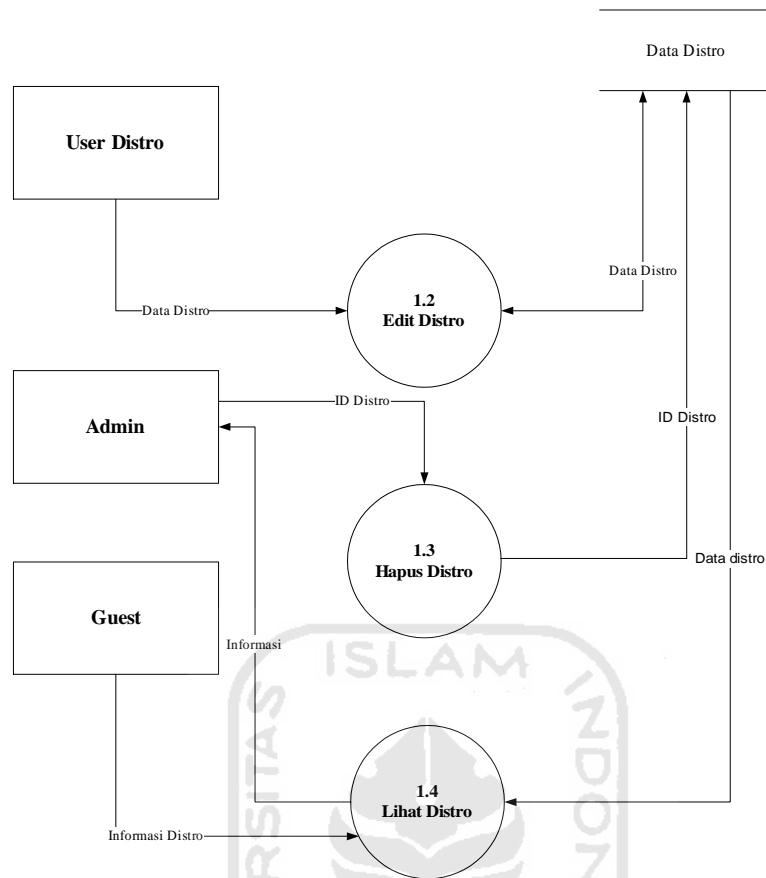 Data Distro
User Distro
Data Distro
1.2
Edit Distro
Data Distro
Admin
ID Distro
ID Distro
1.3
Hapus Distro
Data distro
Guest
Informasi
ISLAM
1.4
Lihat Distro
Informasi Distro